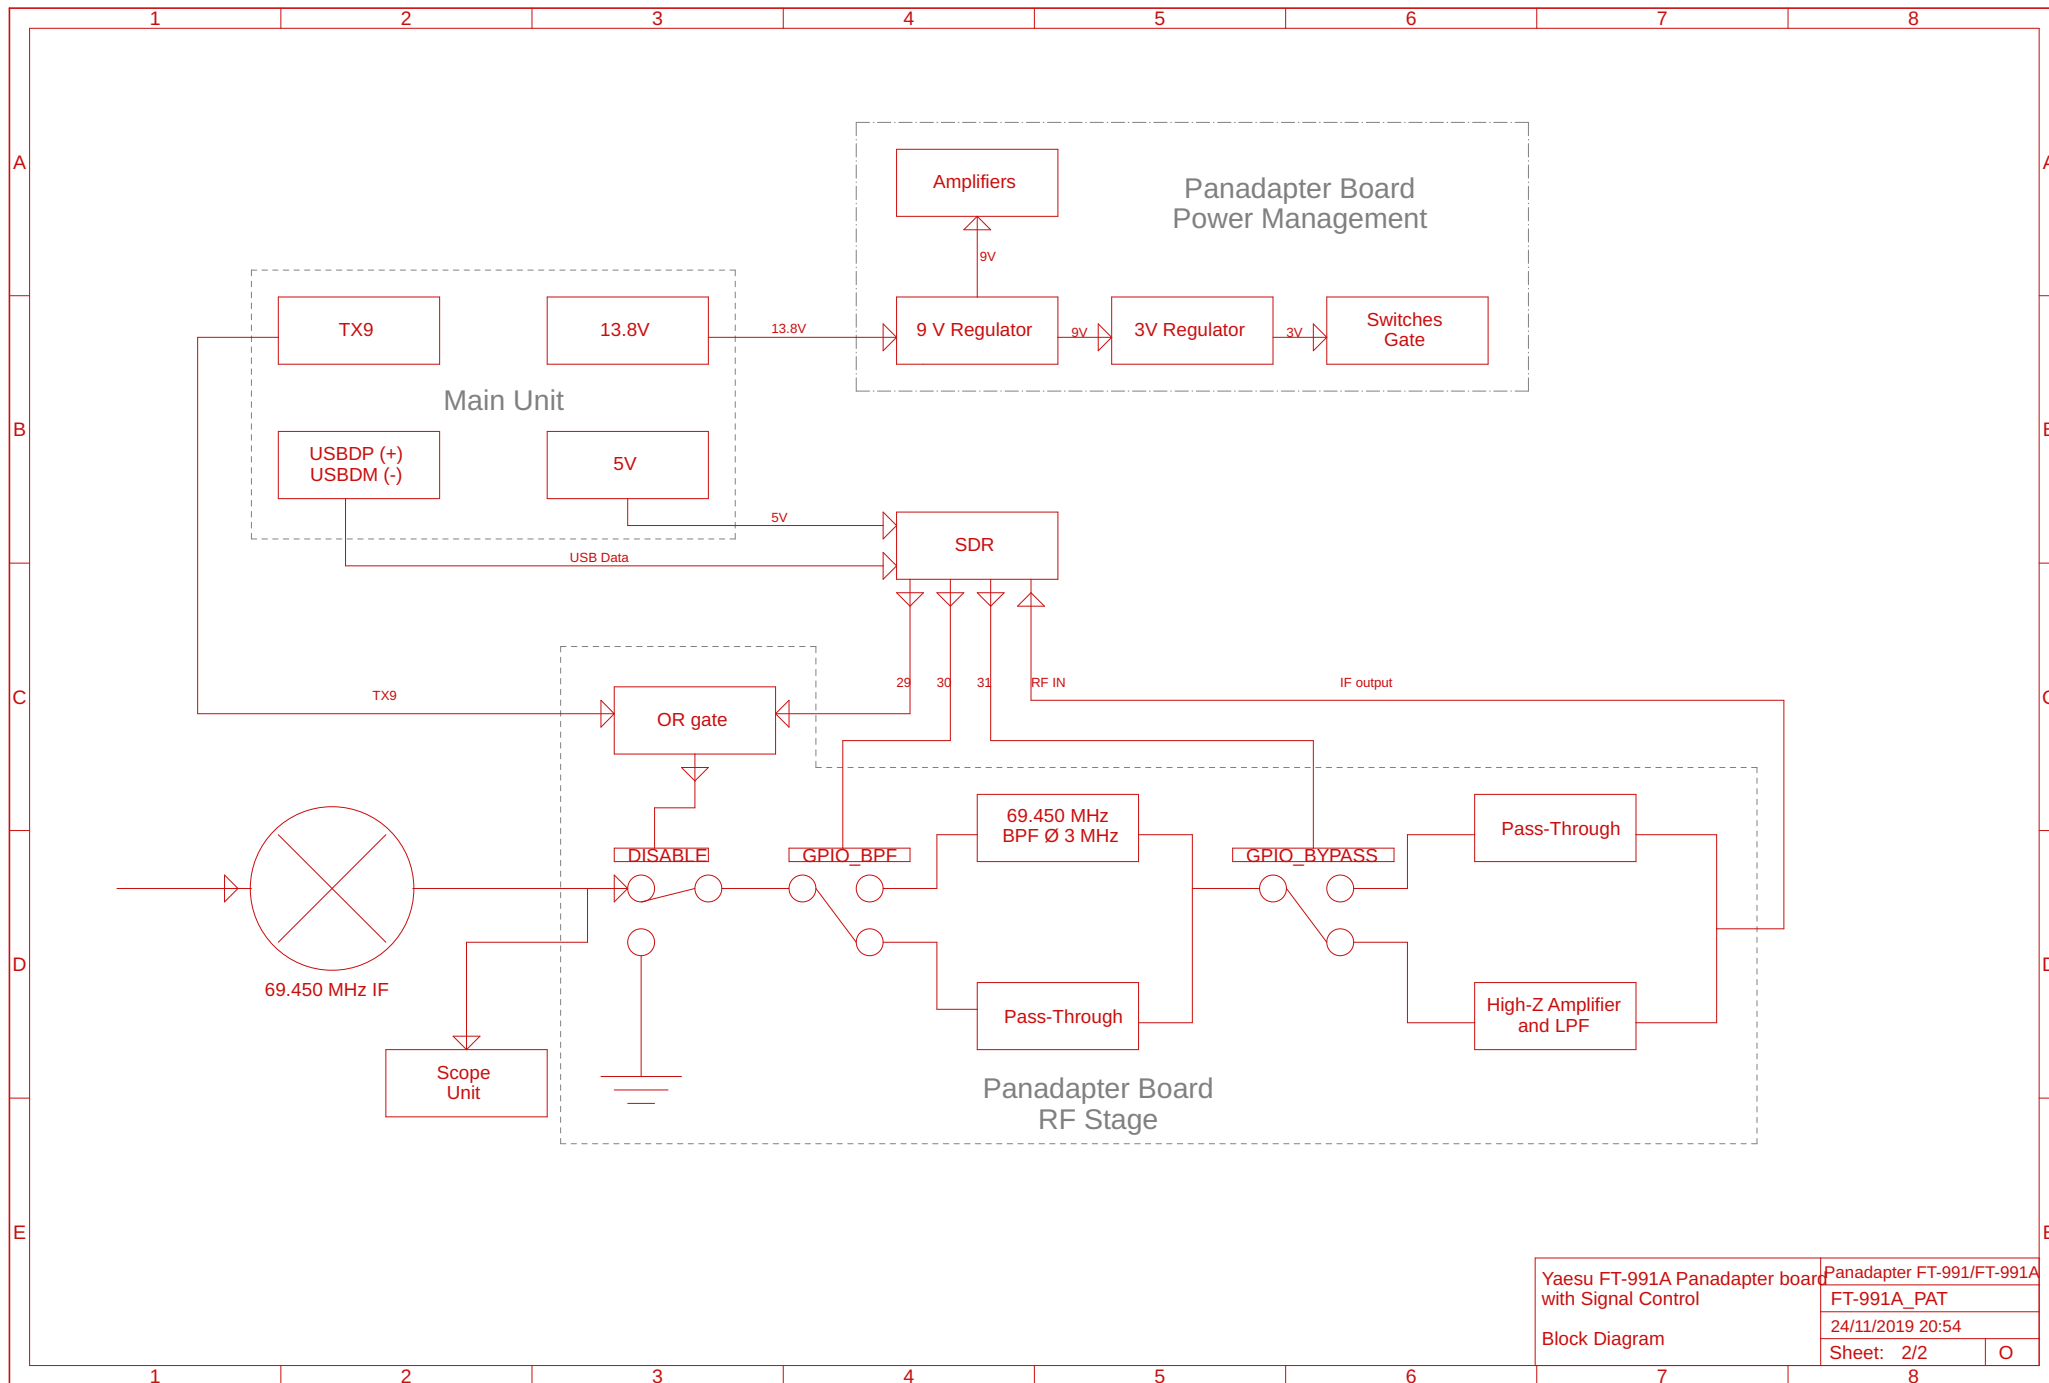 1 2 3 4 5 6 7 8
A
A
Amplifiers
Panadapter Board
Power Management
9V
TX9
13.8V
13.8V
9 V Regulator
9V
3V Regulator
3V
Switches
Gate
Main Unit
B
USBDP (+)
USBDM (-)
5V
5V
SDR
USB Data
C
TX9
OR gate
29
30
31
RF IN
IF output
69.450 MHz
BPF Ø 3 MHz
Pass-Through
DISABLE
GPIO_BPF
GPIO_BYPASS
D
69.450 MHz IF
Pass-Through
High-Z Amplifier
and LPF
Scope
Unit
Panadapter Board
RF Stage
E
Yaesu FT-991A Panadapter board
with Signal Control
Block Diagram
Panadapter FT-991/FT-991A
FT-991A_PAT
24/11/2019 20:54
Sheet: 2/2
O
1 2 3 4 5 6 7 8